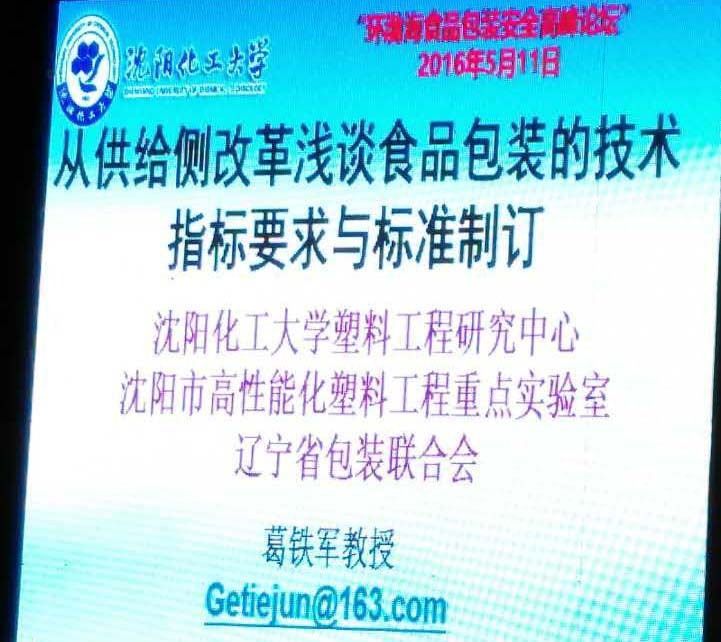 沈阳化工大学
"环渤海食品包装安全高峰论坛"
2016年5月11日
从供给侧改革浅谈食品包装的技术
指标要求与标准制订
沈阳化工大学塑料工程研究中心
沈阳市高性能化塑料工程重点实验室
辽宁省包装联合会
葛铁军教授
Getiejun@163.com